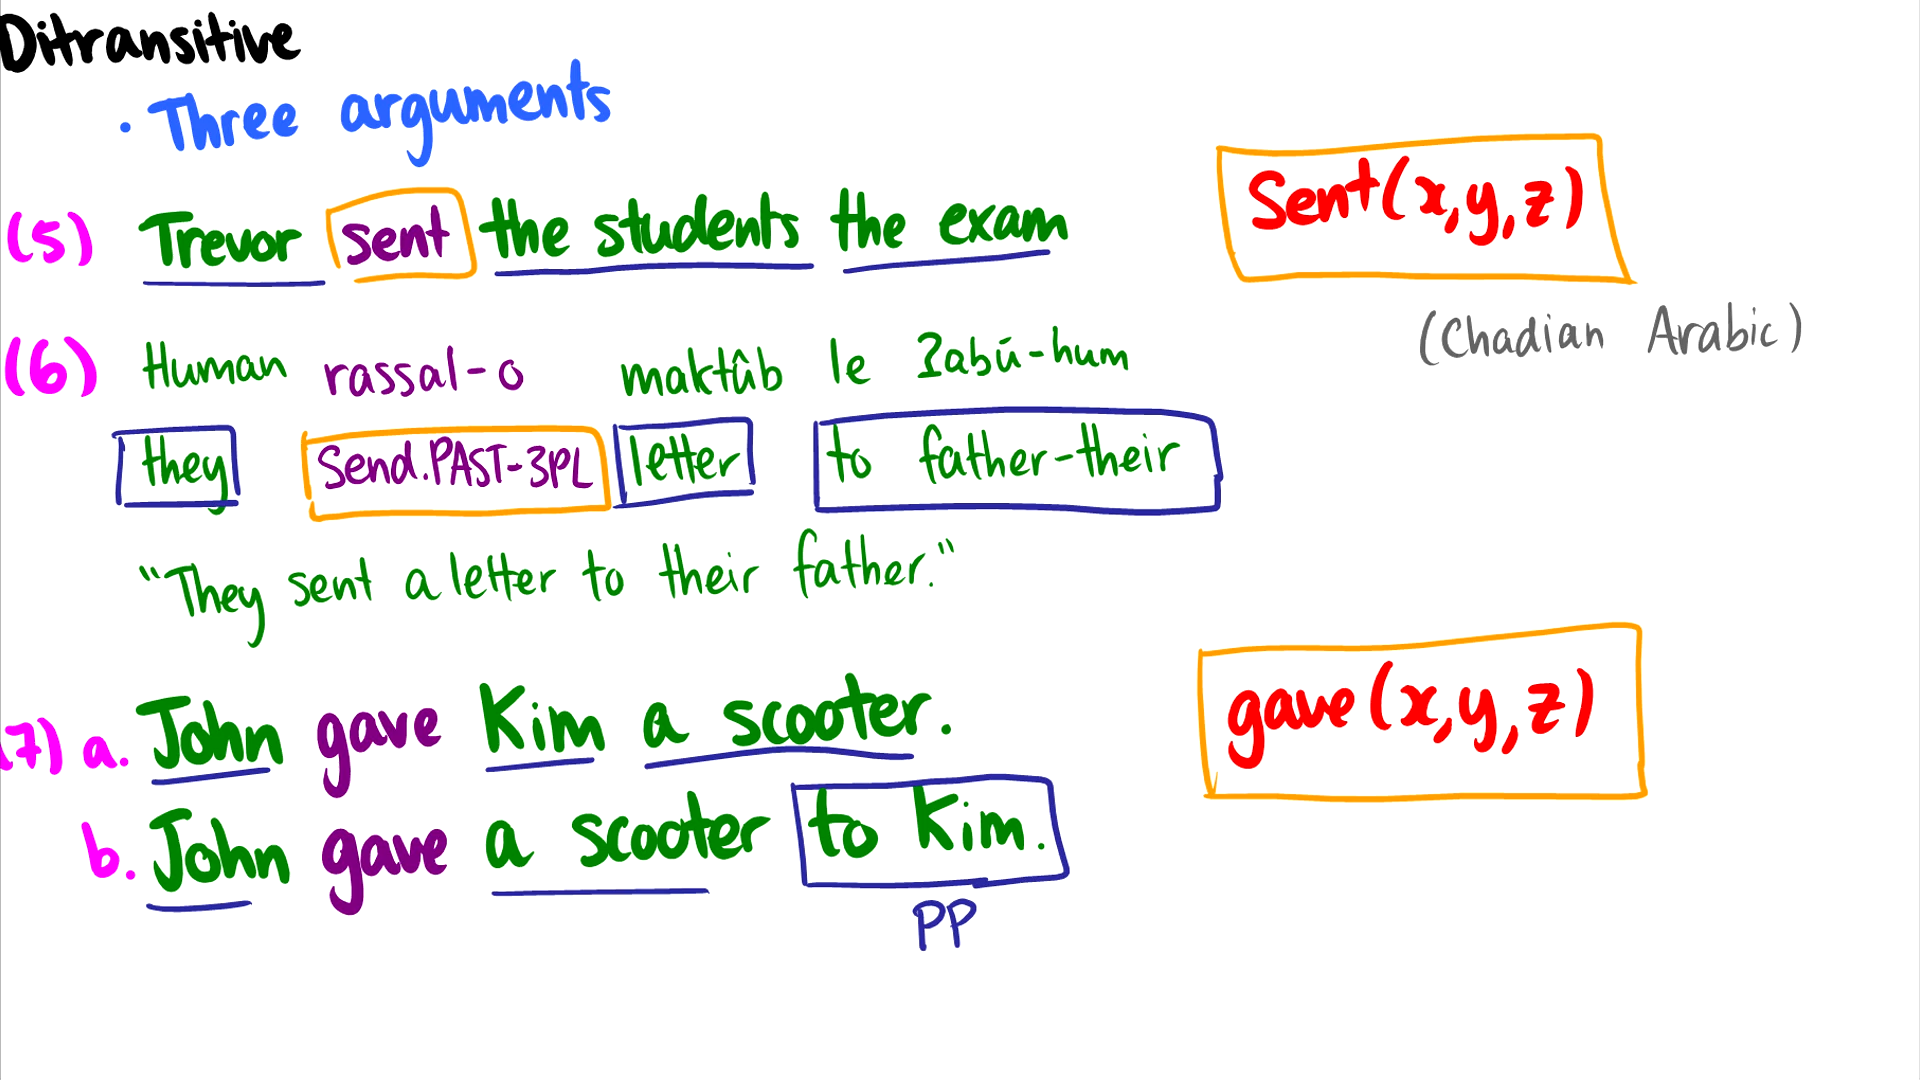 Ditransitive
• Three arguments
(5) Trevor sent the students the exam
Sent(x,y,z)
(Chadian Arabic)
(6) Human rassal-o maktûb le ʔabū-hum
they Send.PAST-3PL letter to father-their
"They sent a letter to their father."
(7) a. John gave Kim a scooter.
gave(x,y,z)
b. John gave a scooter to Kim.
PP